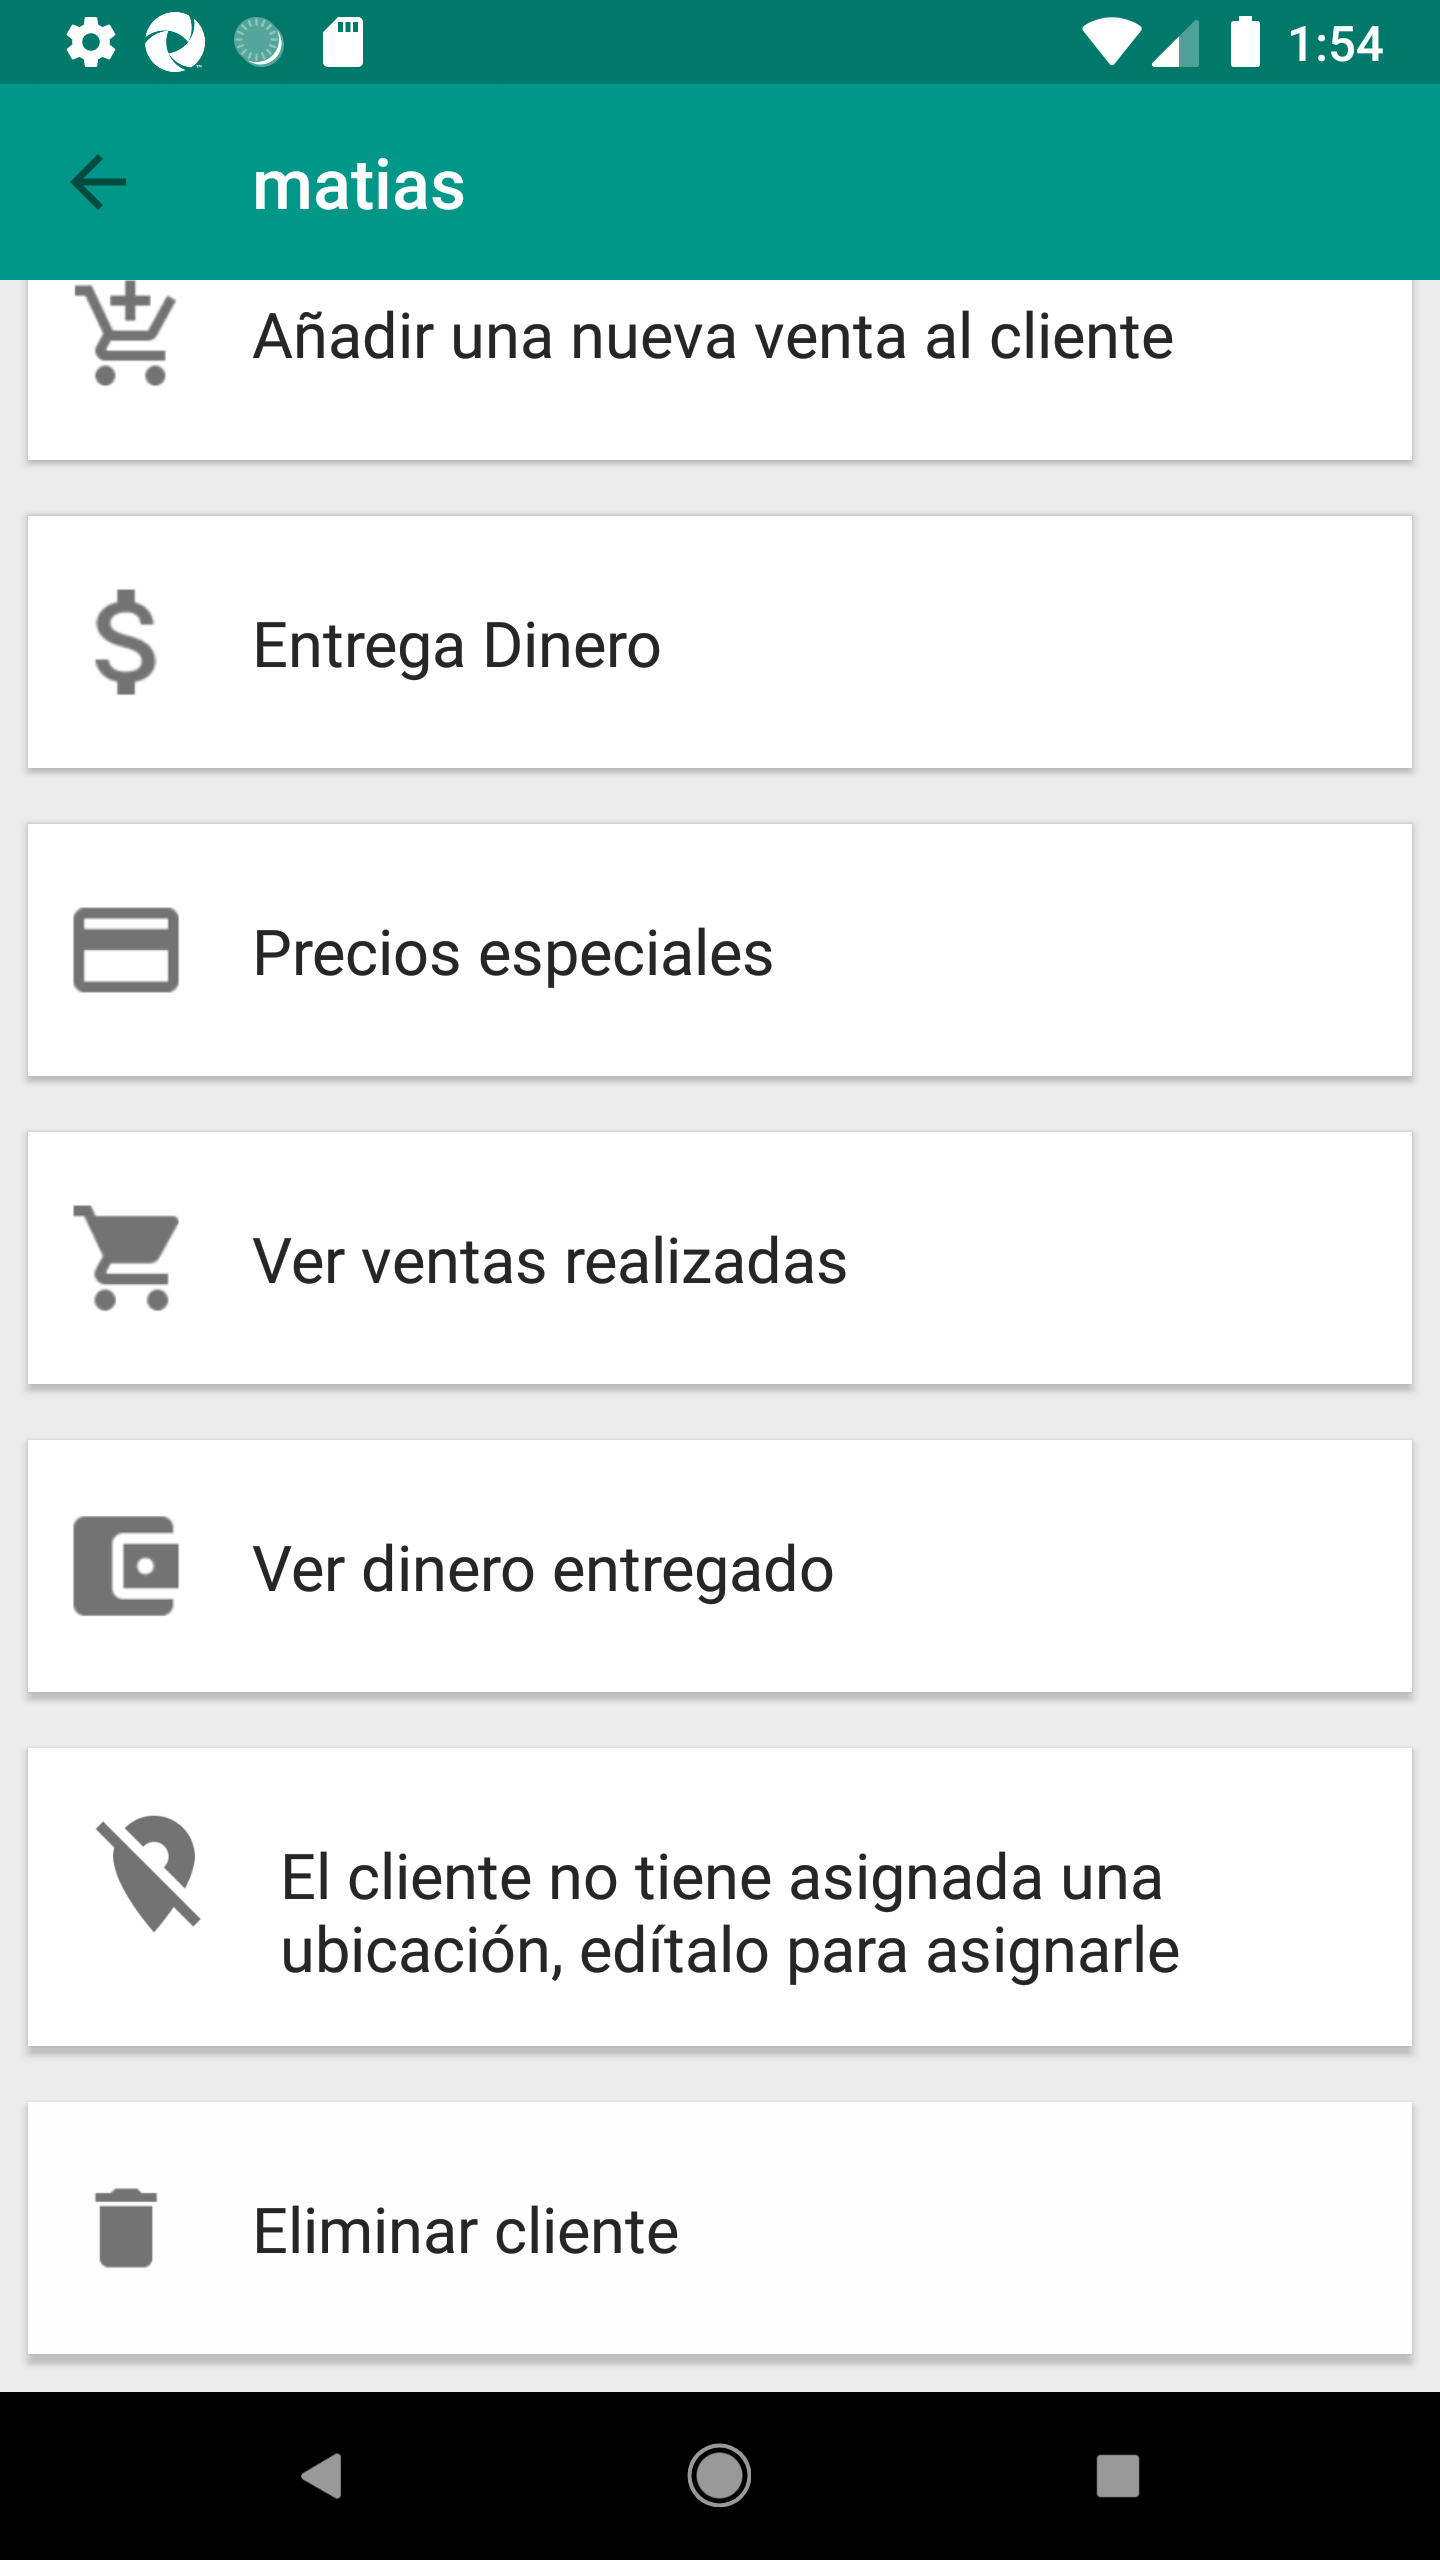 1:54
matias
Añadir una nueva venta al cliente
Entrega Dinero
Precios especiales
Ver ventas realizadas
Ver dinero entregado
El cliente no tiene asignada una
ubicación, edítalo para asignarle
Eliminar cliente